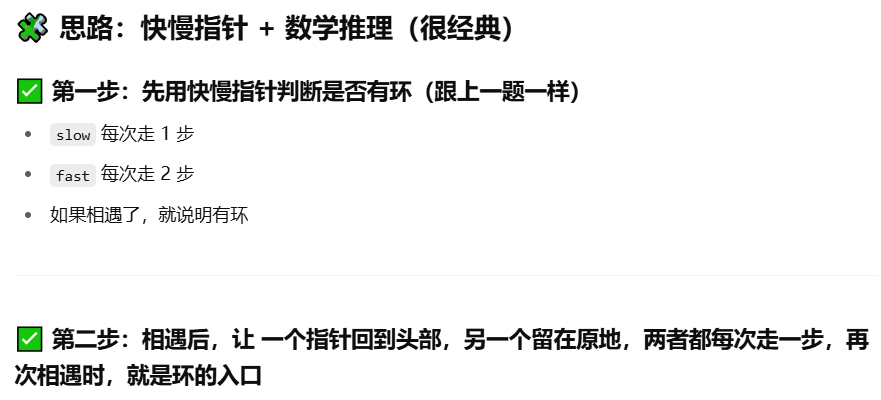 🧩 思路：快慢指针 + 数学推理（很经典）
✅ 第一步：先用快慢指针判断是否有环（跟上一题一样）
• slow 每次走 1 步
• fast 每次走 2 步
• 如果相遇了，就说明有环
✅ 第二步：相遇后，让 一个指针回到头部，另一个留在原地，两者都每次走一步，再
次相遇时，就是环的入口